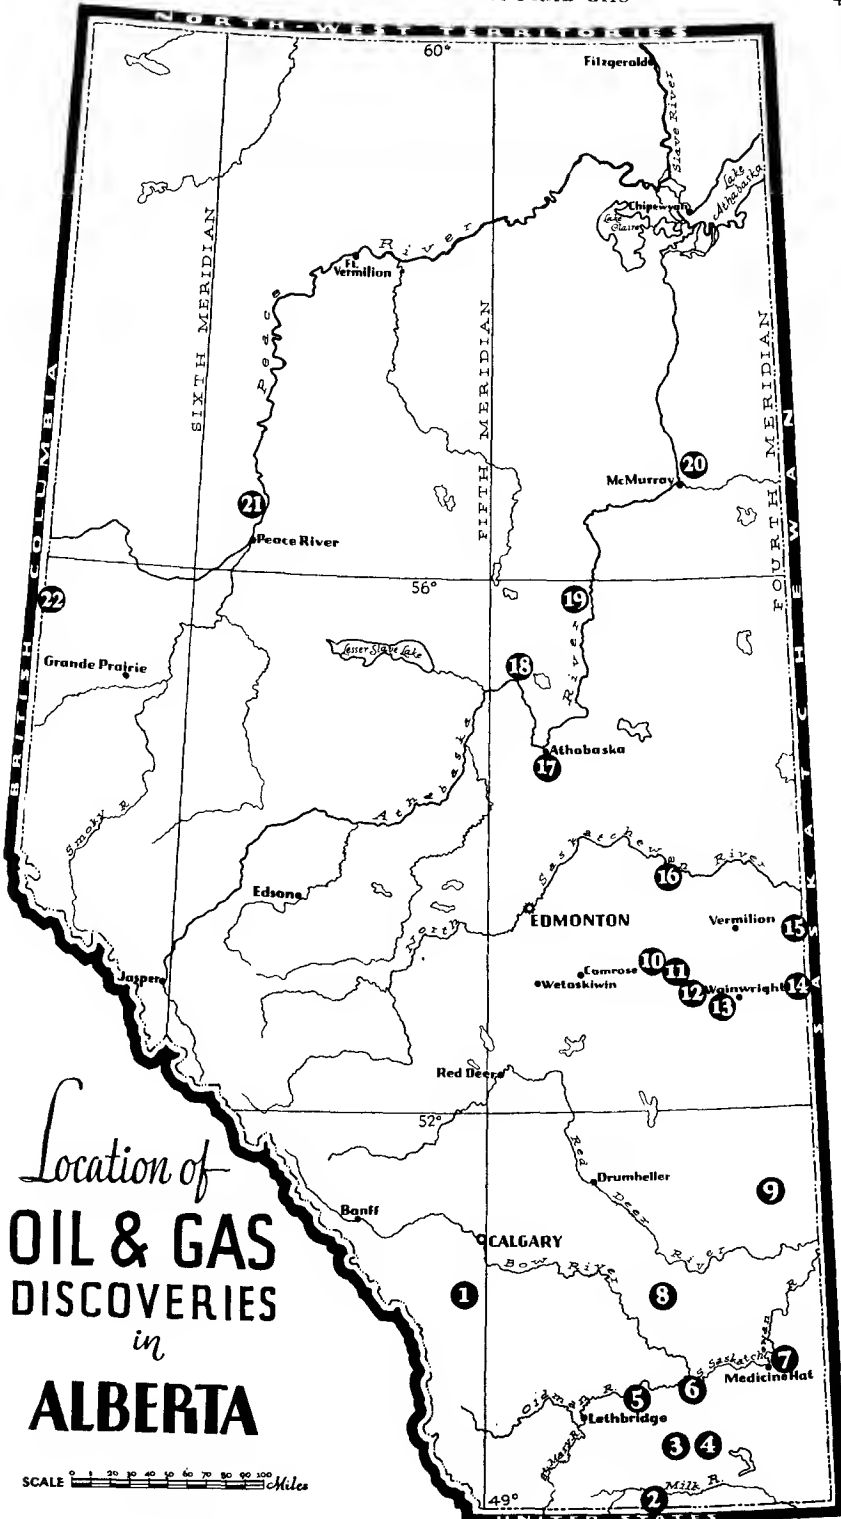 NORTH-WEST TERRITORIES
60°
Fitzgerald
Slave River
Lake Athabaska
Chipewyan
Lake Claire
River
Ft. Vermilion
Peace
SIXTH MERIDIAN
FIFTH MERIDIAN
FOURTH MERIDIAN
BRITISH COLUMBIA
SASKATCHEWAN
20
McMurray
21
Peace River
56°
22
19
Grande Prairie
Lesser Slave Lake
18
River
Athabaska
17
Athabaska
Smoky R
Saskatchewan River
16
Edson
North
EDMONTON
Vermilion
15
Jasper
Camrose
10
11
Wetaskiwin
12
Wainwright
14
13
Red Deer
52°
Drumheller
Red Deer River
9
Banff
CALGARY
Bow River
1
8
S. Saskatchewan R
7
Medicine Hat
6
5
Oldman R.
Lethbridge
St. Mary R
3
4
Milk R.
2
49°
UNITED STATES
Location of
OIL & GAS
DISCOVERIES
in
ALBERTA
SCALE 0 5 10 20 30 40 50 60 70 80 90 100 Miles